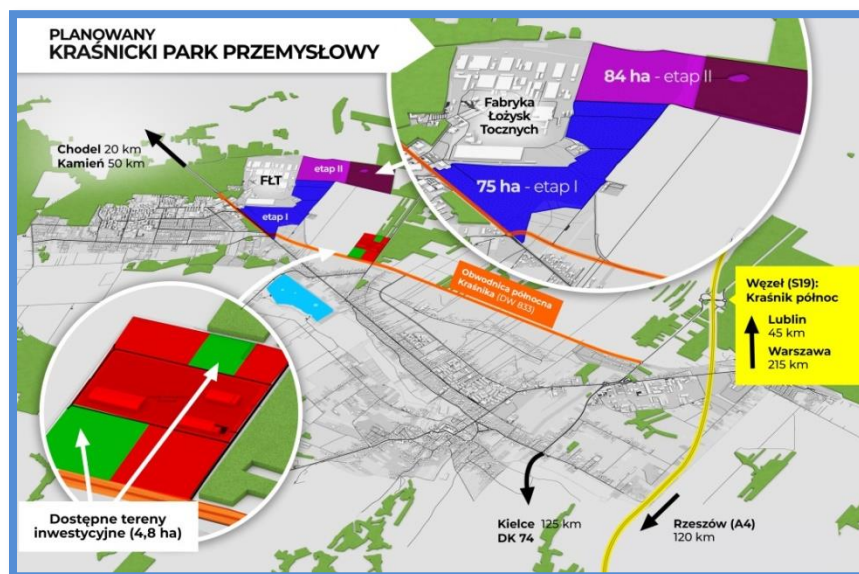 PLANOWANY
KRAŚNICKI PARK PRZEMYSŁOWY
84 ha - etap II
Fabryka
Łożysk
Tocznych
75 ha - etap I
Chodel 20 km
Kamień 50 km
etap II
FŁT
etap I
Obwodnica północna
Kraśnika (DW 833)
Węzeł (S19):
Kraśnik północ
Lublin
45 km
Warszawa
215 km
Dostępne tereny
inwestycyjne (4,8 ha)
Kielce 125 km
DK 74
Rzeszów (A4)
120 km